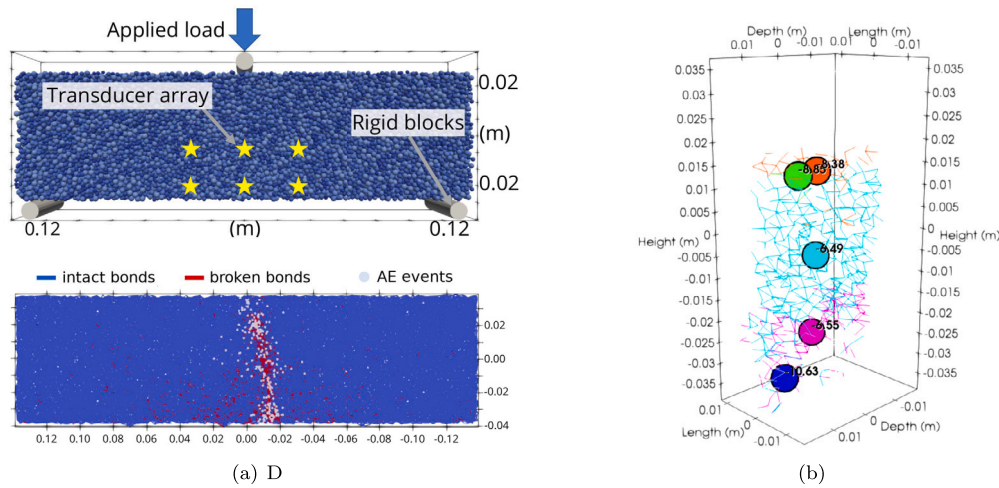 Applied load
Transducer array
Rigid blocks
0.02
(m)
0.02
0.12
(m)
0.12
intact bonds
broken bonds
AE events
0.02
0.00
-0.02
-0.04
0.12 0.10 0.08 0.06 0.04 0.02 0.00 -0.02 -0.04 -0.06 -0.08 -0.10 -0.12
(a) D
Depth (m) Length (m)
0.01 0 -0.01 0.01 0 -0.01
0.035 0.035
0.03 0.03
0.025 0.025
0.02 0.02
0.015 0.015
0.01 0.01
0.005 0.005
Height (m) 0 0 Height (m)
-0.005 -0.005
-0.01 -0.01
-0.015 -0.015
-0.02 -0.02
-0.025 -0.025
-0.03 -0.03
-0.035 -0.035
-8.85
8.38
-6.49
-6.55
10.63
0.01 0 -0.01
Length (m)
0.01 0 -0.01
Depth (m)
(b)